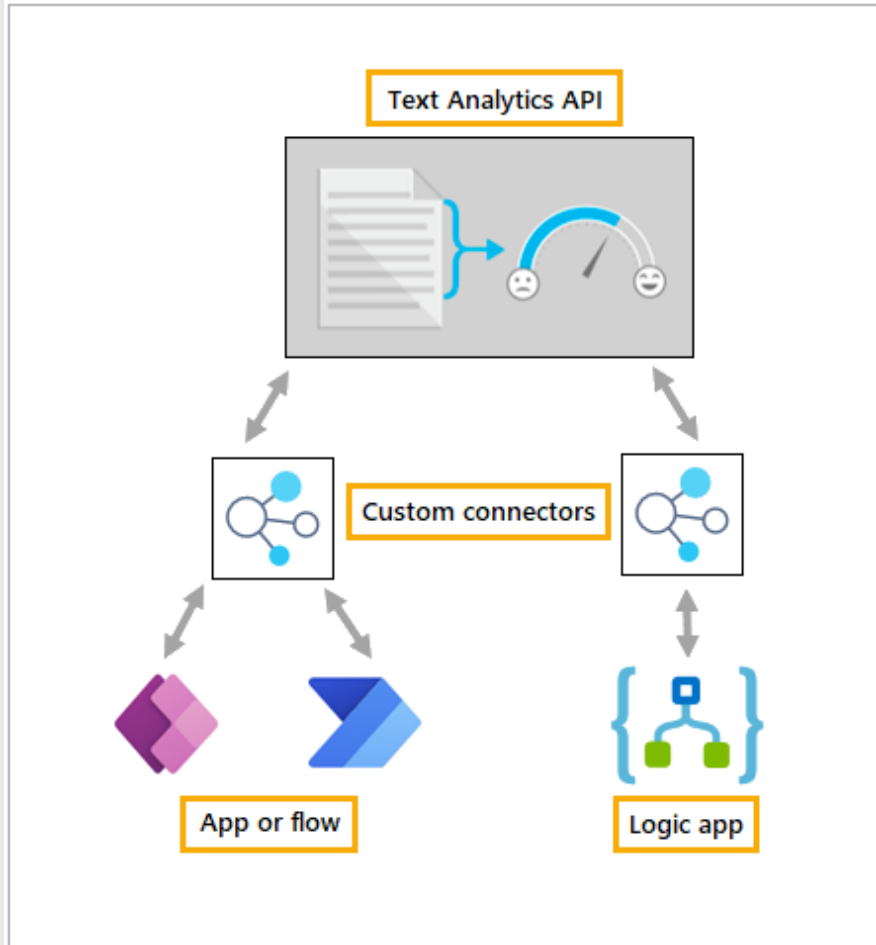 Text Analytics API
Custom connectors
App or flow
Logic app